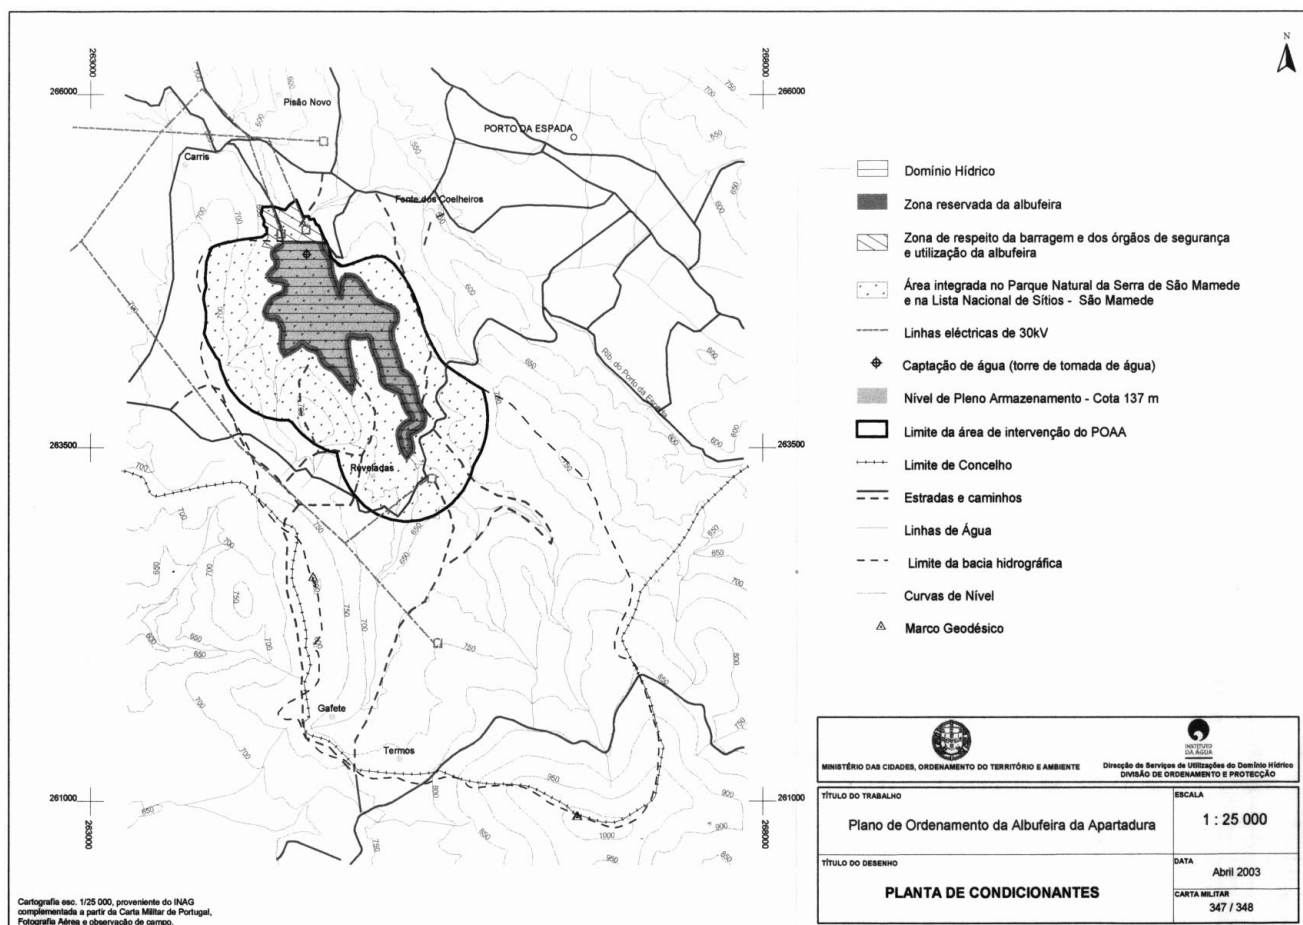 N
263000
268000
266000
266000
Pisão Novo
PORTO DA ESPADA
Carris
Fonte dos Coelheiros
Rib. do Porto da Espada
263500
263500
Reveladas
Gafete
Termos
261000
261000
263000
268000
Domínio Hídrico
Zona reservada da albufeira
Zona de respeito da barragem e dos órgãos de segurança
e utilização da albufeira
Área integrada no Parque Natural da Serra de São Mamede
e na Lista Nacional de Sítios - São Mamede
Linhas eléctricas de 30kV
Captação de água (torre de tomada de água)
Nível de Pleno Armazenamento - Cota 137 m
Limite da área de intervenção do POAA
Limite de Concelho
Estradas e caminhos
Linhas de Água
Limite da bacia hidrográfica
Curvas de Nível
Marco Geodésico
MINISTÉRIO DAS CIDADES, ORDENAMENTO DO TERRITÓRIO E AMBIENTE
INSTITUTO
DA ÁGUA
Direcção de Serviços de Utilizações do Domínio Hídrico
DIVISÃO DE ORDENAMENTO E PROTECÇÃO
TÍTULO DO TRABALHO
Plano de Ordenamento da Albufeira da Apartadura
ESCALA
1 : 25 000
TÍTULO DO DESENHO
PLANTA DE CONDICIONANTES
DATA
Abril 2003
CARTA MILITAR
347 / 348
Cartografia esc. 1/25 000, proveniente do INAG
complementada a partir da Carta Militar de Portugal,
Fotografia Aérea e observação de campo.